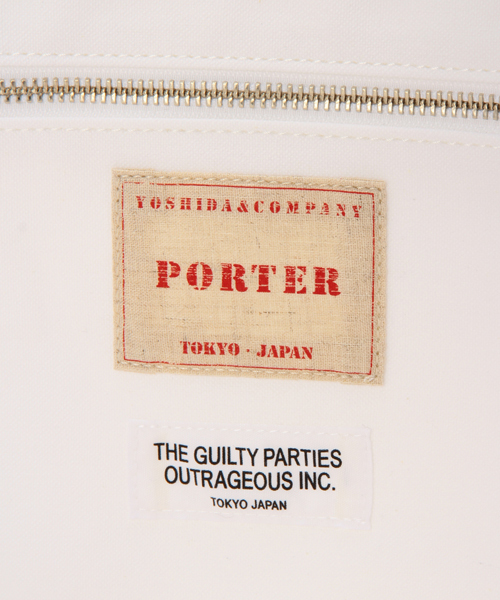 YOSHIDA&COMPANY
PORTER
TOKYO · JAPAN
THE GUILTY PARTIES
OUTRAGEOUS INC.
TOKYO JAPAN